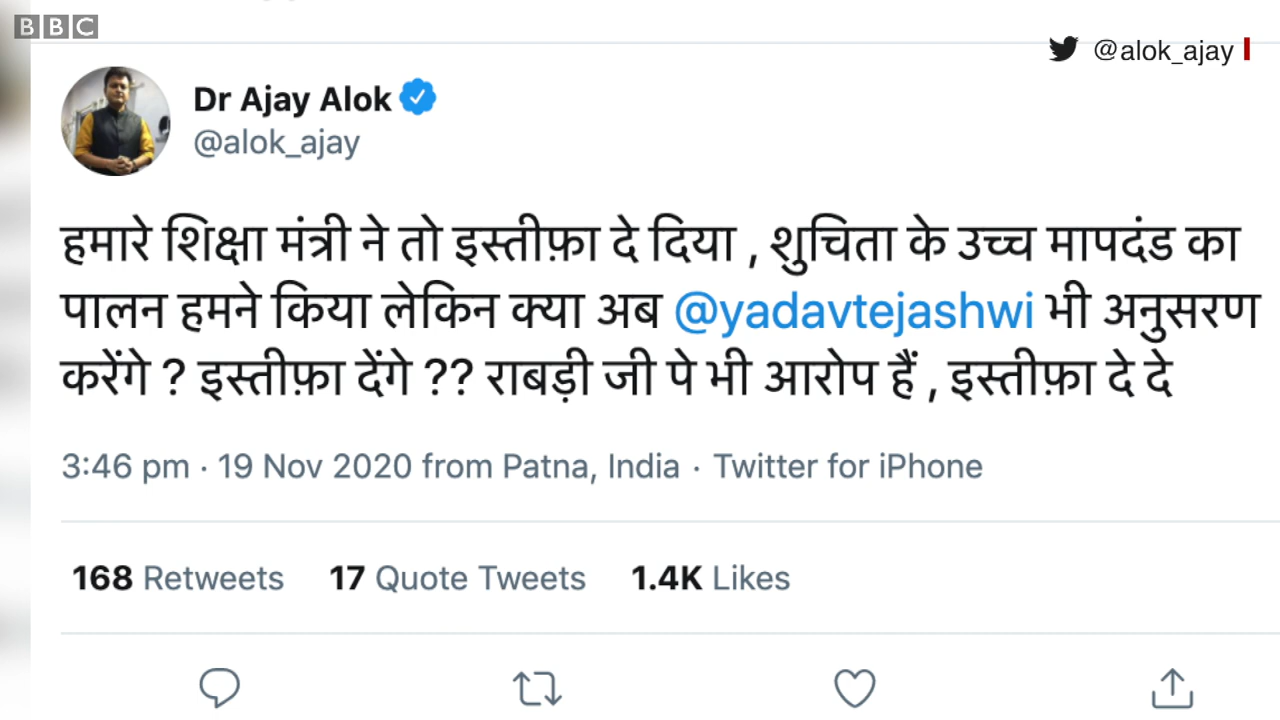 BBC
@alok_ajay
Dr Ajay Alok
@alok_ajay
हमारे शिक्षा मंत्री ने तो इस्तीफ़ा दे दिया , शुचिता के उच्च मापदंड का
पालन हमने किया लेकिन क्या अब @yadavtejashwi भी अनुसरण
करेंगे ? इस्तीफ़ा देंगे ?? राबड़ी जी पे भी आरोप हैं , इस्तीफ़ा दे दे
3:46 pm · 19 Nov 2020 from Patna, India · Twitter for iPhone
168 Retweets 17 Quote Tweets 1.4K Likes